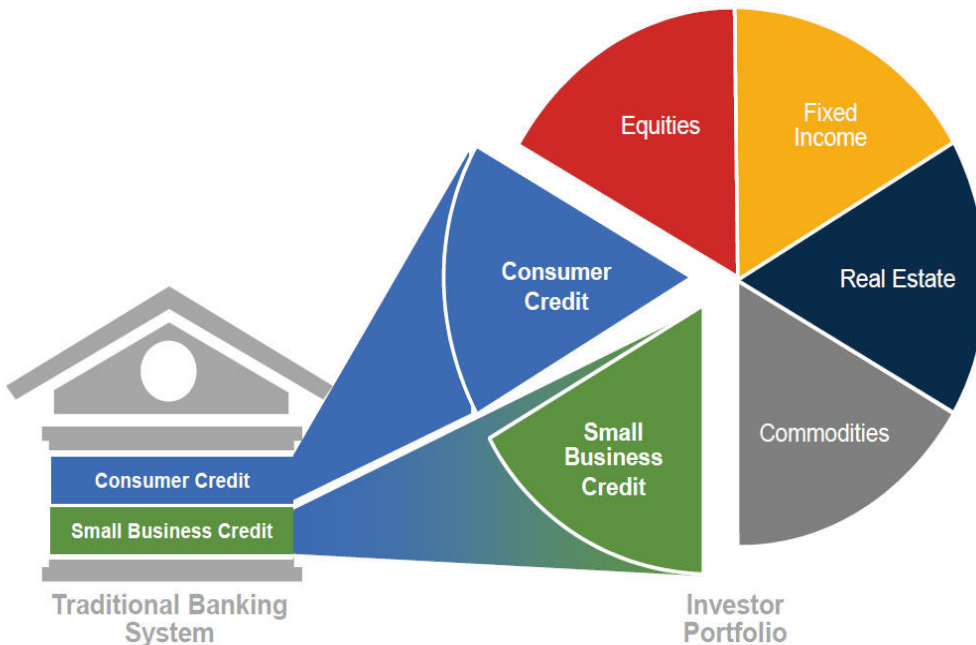 Equities
Fixed
Income
Consumer
Credit
Real Estate
Small
Business
Credit
Commodities
Consumer Credit
Small Business Credit
Traditional Banking
System
Investor
Portfolio